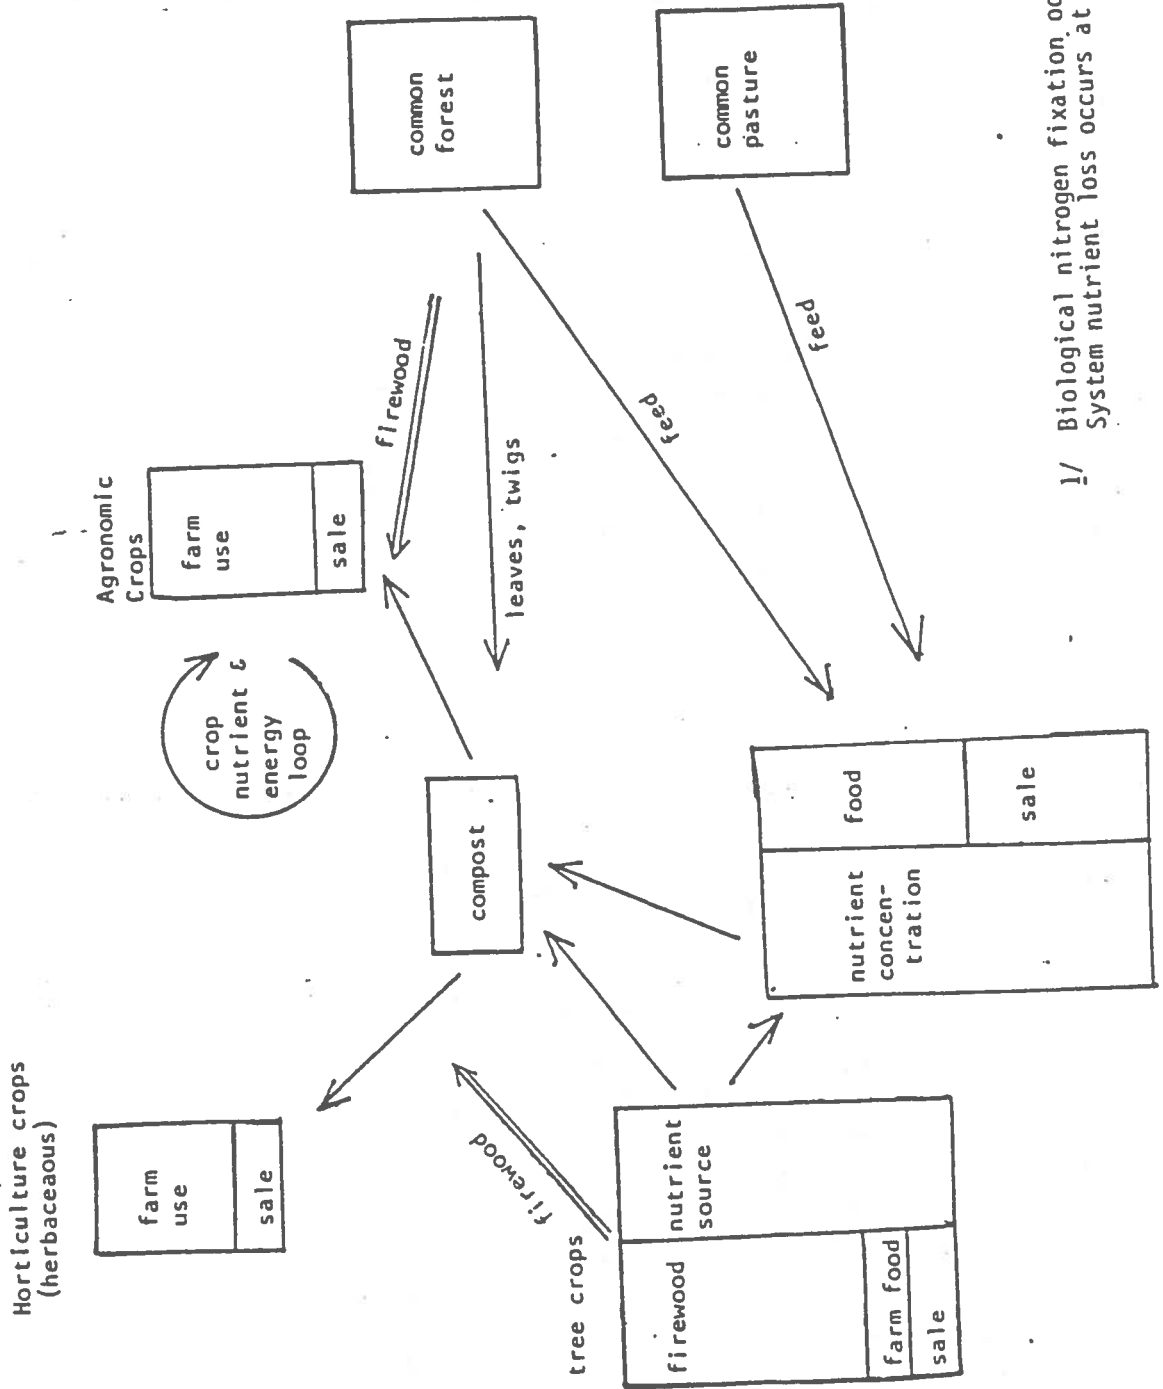 Horticulture crops
(herbaceaous)
farm
use
sale
Agronomic
Crops
farm
use
sale
crop
nutrient &
energy
loop
common
forest
firewood
leaves, twigs
compost
feed
common
pasture
feed
firewood
tree crops
firewood
nutrient
source
farm food
sale
nutrient
concen-
tration
food
sale
1/ Biological nitrogen fixation
System nutrient loss occurs at